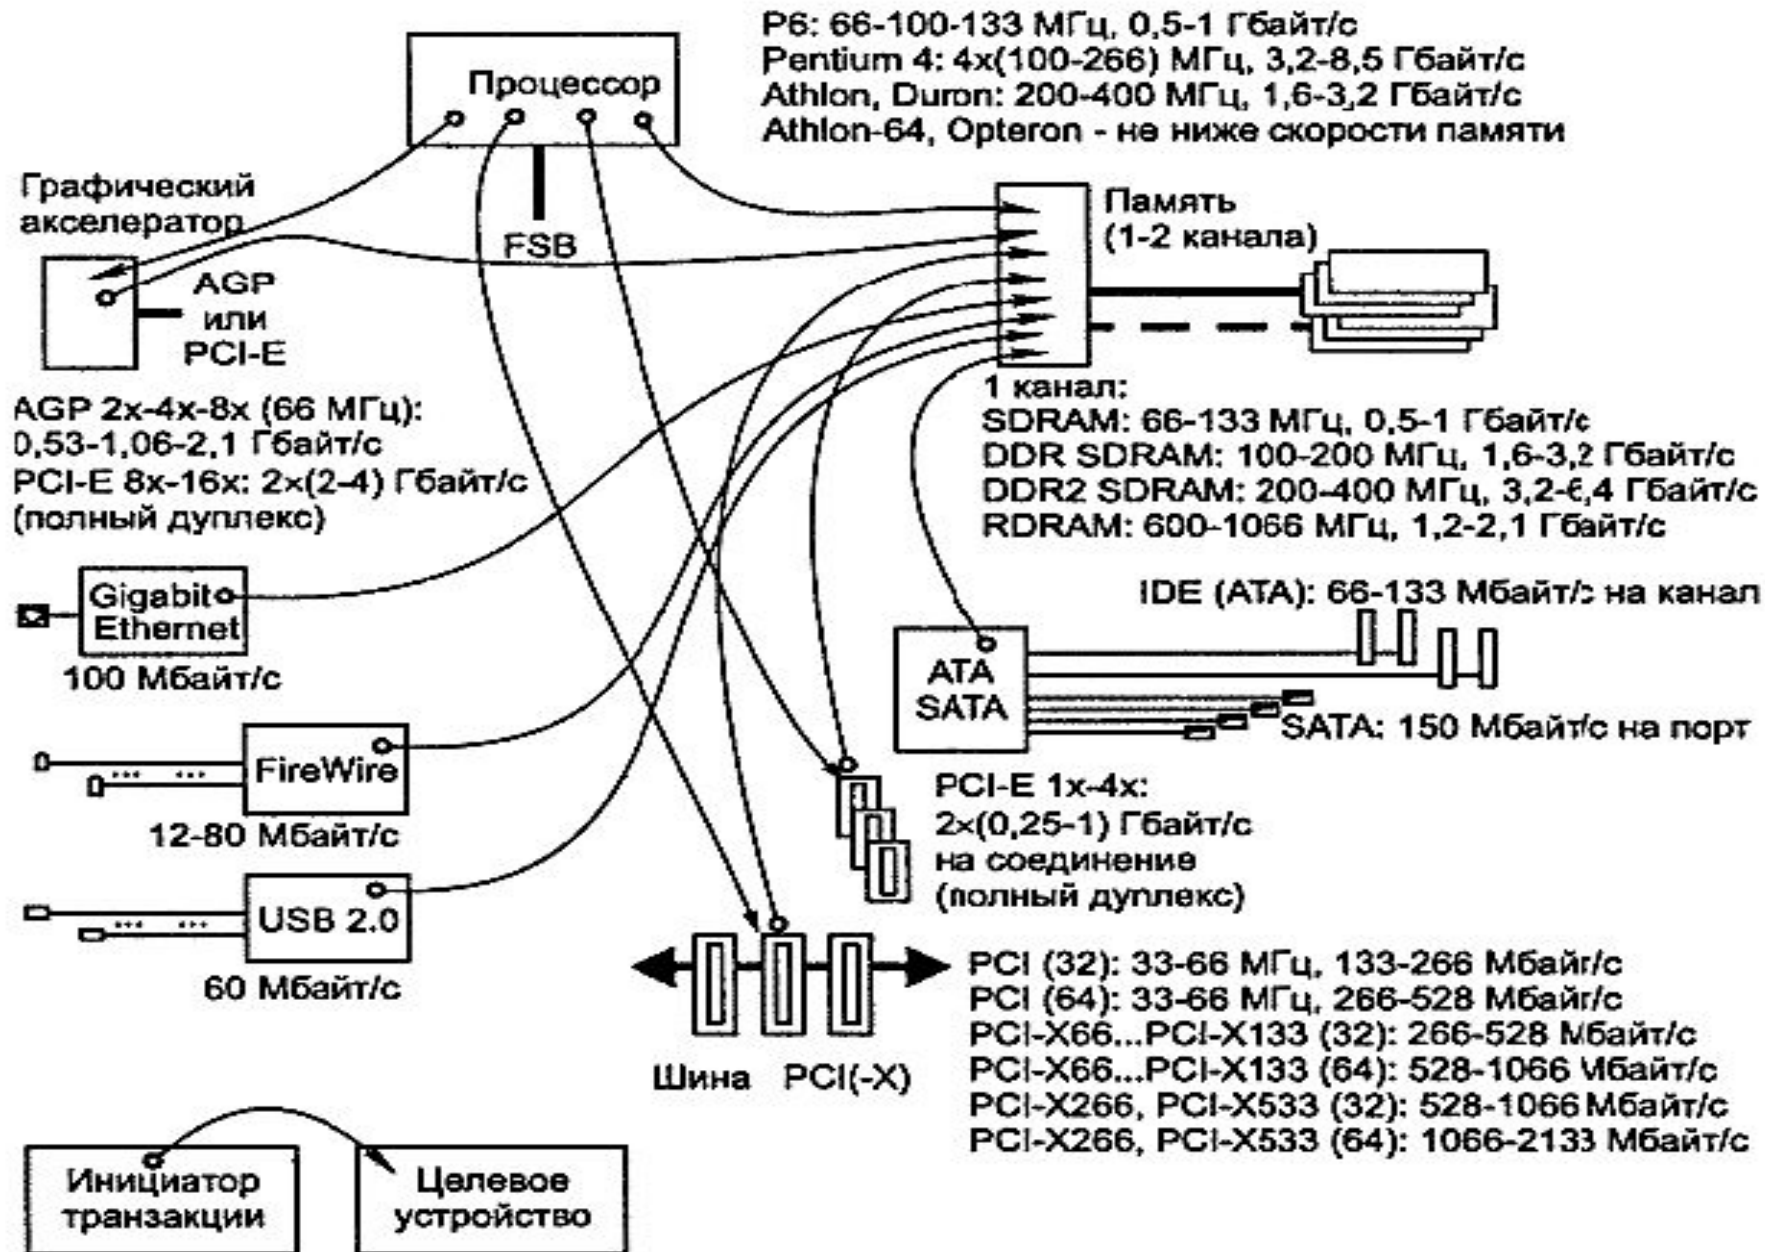 P6: 66-100-133 МГц, 0,5-1 Гбайт/с
Pentium 4: 4x(100-266) МГц, 3,2-8,5 Гбайт/с
Athlon, Duron: 200-400 МГц, 1,6-3,2 Гбайт/с
Athlon-64, Opteron - не ниже скорости памяти
Процессор
FSB
Графический
акселератор
AGP
или
PCI-E
AGP 2x-4x-8x (66 МГц):
0,53-1,06-2,1 Гбайт/с
PCI-E 8x-16x: 2×(2-4) Гбайт/с
(полный дуплекс)
Память
(1-2 канала)
1 канал:
SDRAM: 66-133 МГц, 0,5-1 Гбайт/с
DDR SDRAM: 100-200 МГц, 1,6-3,2 Гбайт/с
DDR2 SDRAM: 200-400 МГц, 3,2-6,4 Гбайт/с
RDRAM: 600-1066 МГц, 1,2-2,1 Гбайт/с
Gigabit
Ethernet
100 Мбайт/с
IDE (ATA): 66-133 Мбайт/с на канал
ATA
SATA
SATA: 150 Мбайт/с на порт
FireWire
12-80 Мбайт/с
PCI-E 1x-4x:
2×(0,25-1) Гбайт/с
на соединение
(полный дуплекс)
USB 2.0
60 Мбайт/с
Шина PCI(-X)
PCI (32): 33-66 МГц, 133-266 Мбайт/с
PCI (64): 33-66 МГц, 266-528 Мбайт/с
PCI-X66...PCI-X133 (32): 266-528 Мбайт/с
PCI-X66...PCI-X133 (64): 528-1066 Мбайт/с
PCI-X266, PCI-X533 (32): 528-1066 Мбайт/с
PCI-X266, PCI-X533 (64): 1066-2133 Мбайт/с
Инициатор
транзакции
Целевое
устройство